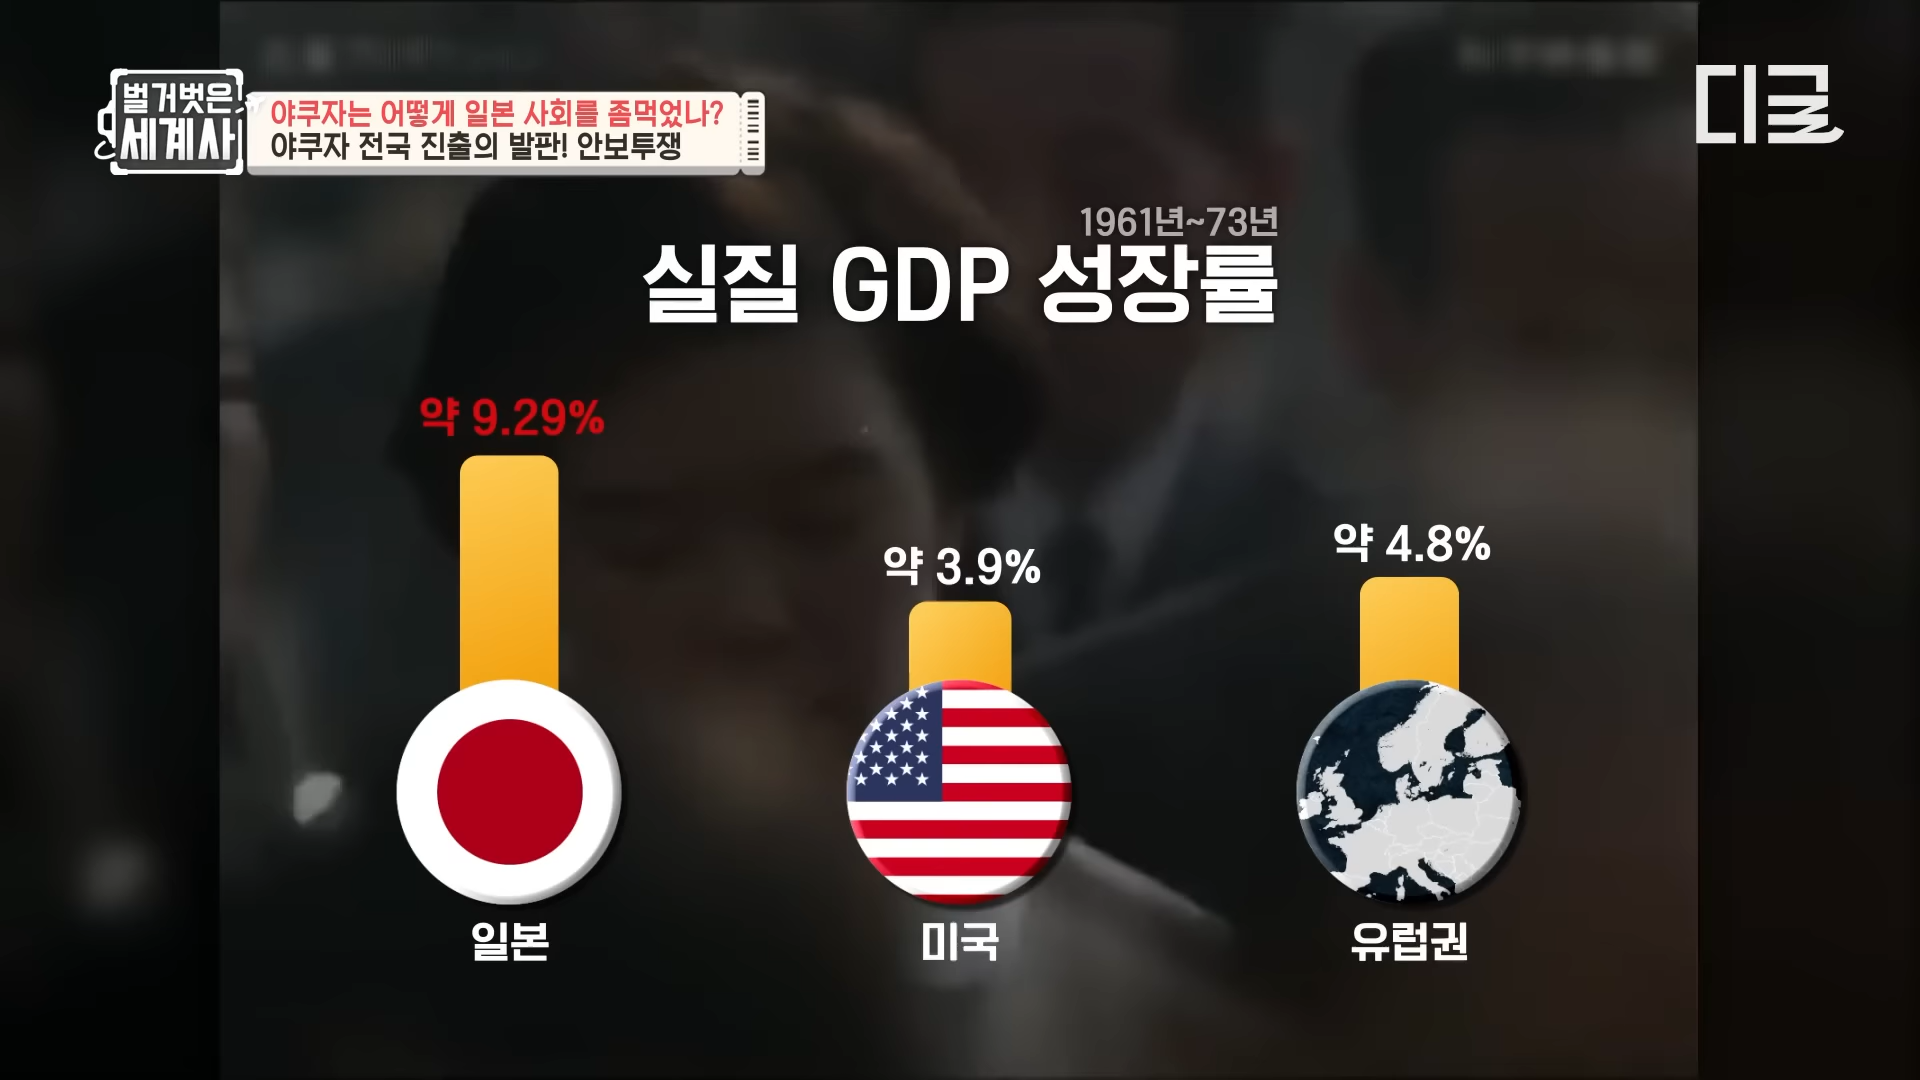 벌거벗은
세계사
야쿠자는 어떻게 일본 사회를 좀먹었나?
야쿠자 전국 진출의 발판! 안보투쟁
디글
1961년~73년
실질 GDP 성장률
약 9.29%
약 3.9%
약 4.8%
일본
미국
유럽권